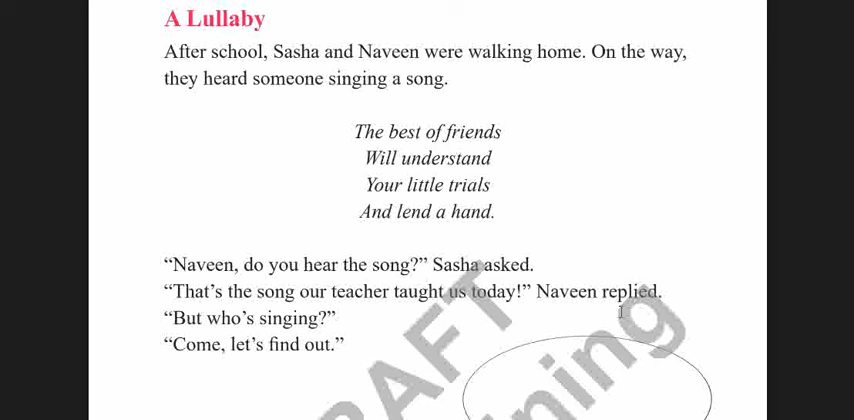 A Lullaby
After school, Sasha and Naveen were walking home. On the way,
they heard someone singing a song.
The best of friends
Will understand
Your little trials
And lend a hand.
“Naveen, do you hear the song?” Sasha asked.
“That’s the song our teacher taught us today!” Naveen replied.
“But who’s singing?”
“Come, let’s find out.”